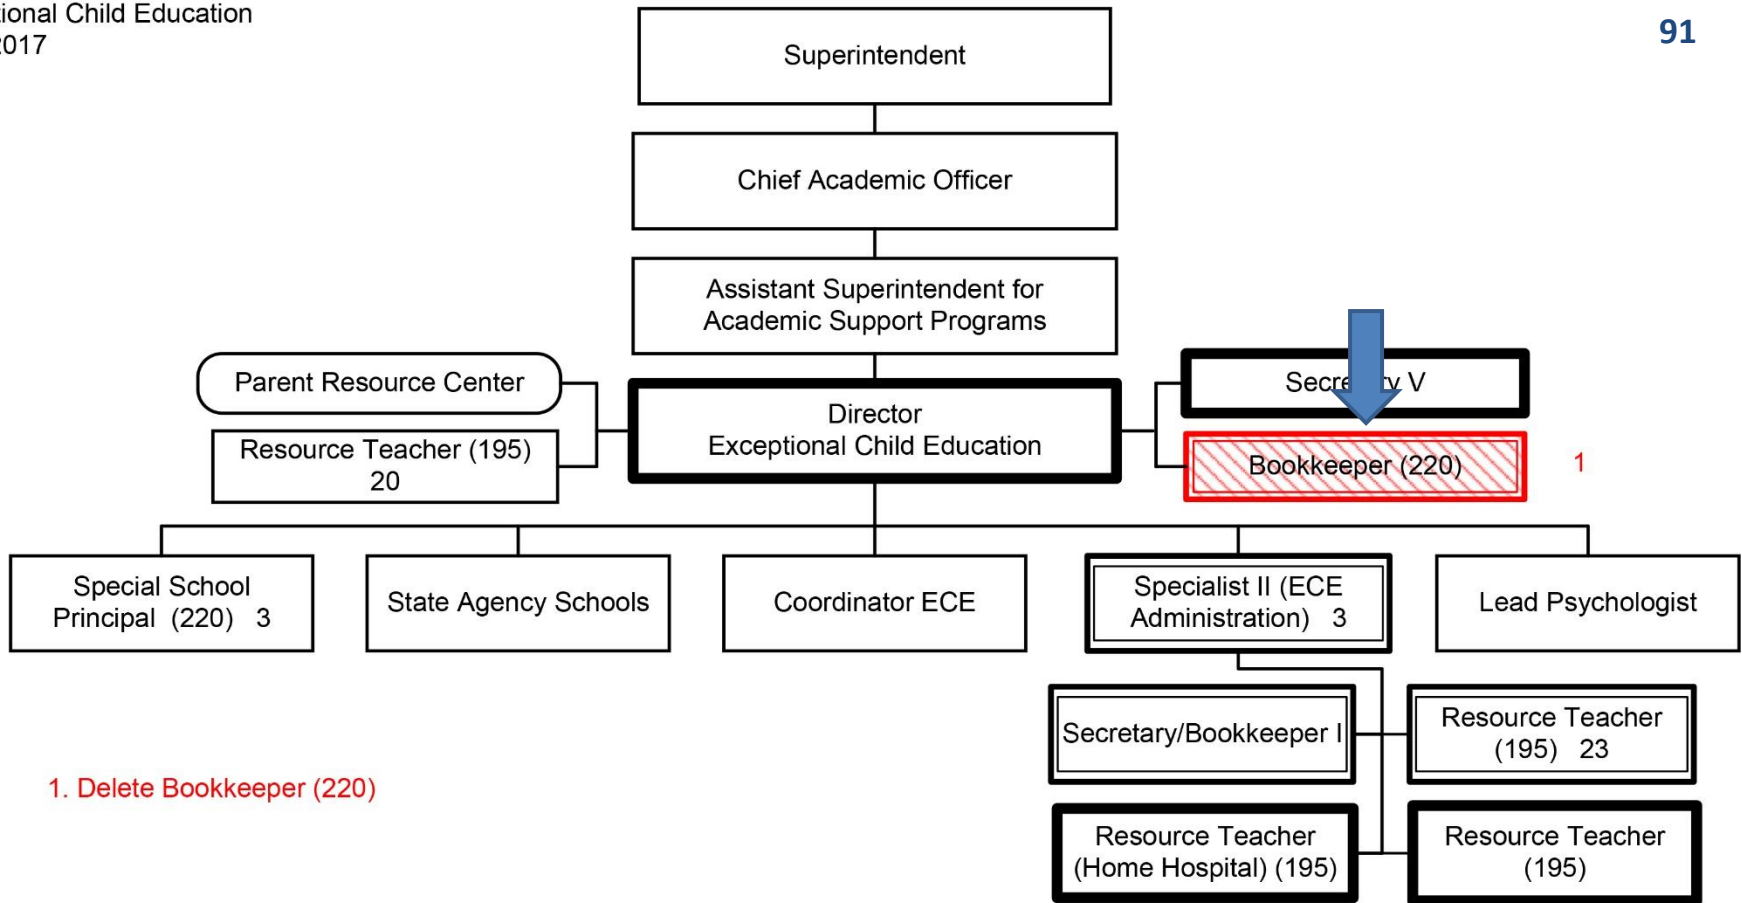 tional Child Education
2017
91
Superintendent
Chief Academic Officer
Assistant Superintendent for
Academic Support Programs
Parent Resource Center
Resource Teacher (195)
20
Director
Exceptional Child Education
Secretary V
Bookkeeper (220)
1
Special School
Principal (220) 3
State Agency Schools
Coordinator ECE
Specialist II (ECE
Administration) 3
Lead Psychologist
Secretary/Bookkeeper I
Resource Teacher
(195) 23
Resource Teacher
(Home Hospital) (195)
Resource Teacher
(195)
1. Delete Bookkeeper (220)